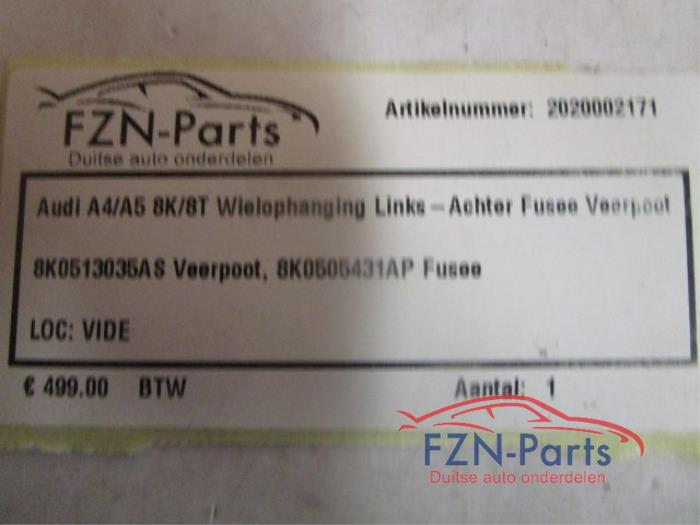 FZN-Parts
Duitse auto onderdelen
Artikelnummer: 2020002171
Audi A4/A5 8K/8T Wielophanging Links - Achter Fusee Veerpoot
8K0513035AS Veerpoot, 8K0505431AP Fusee
LOC: VIDE
€ 499.00 BTW Aantal: 1
FZN-Parts
Duitse auto onderdelen